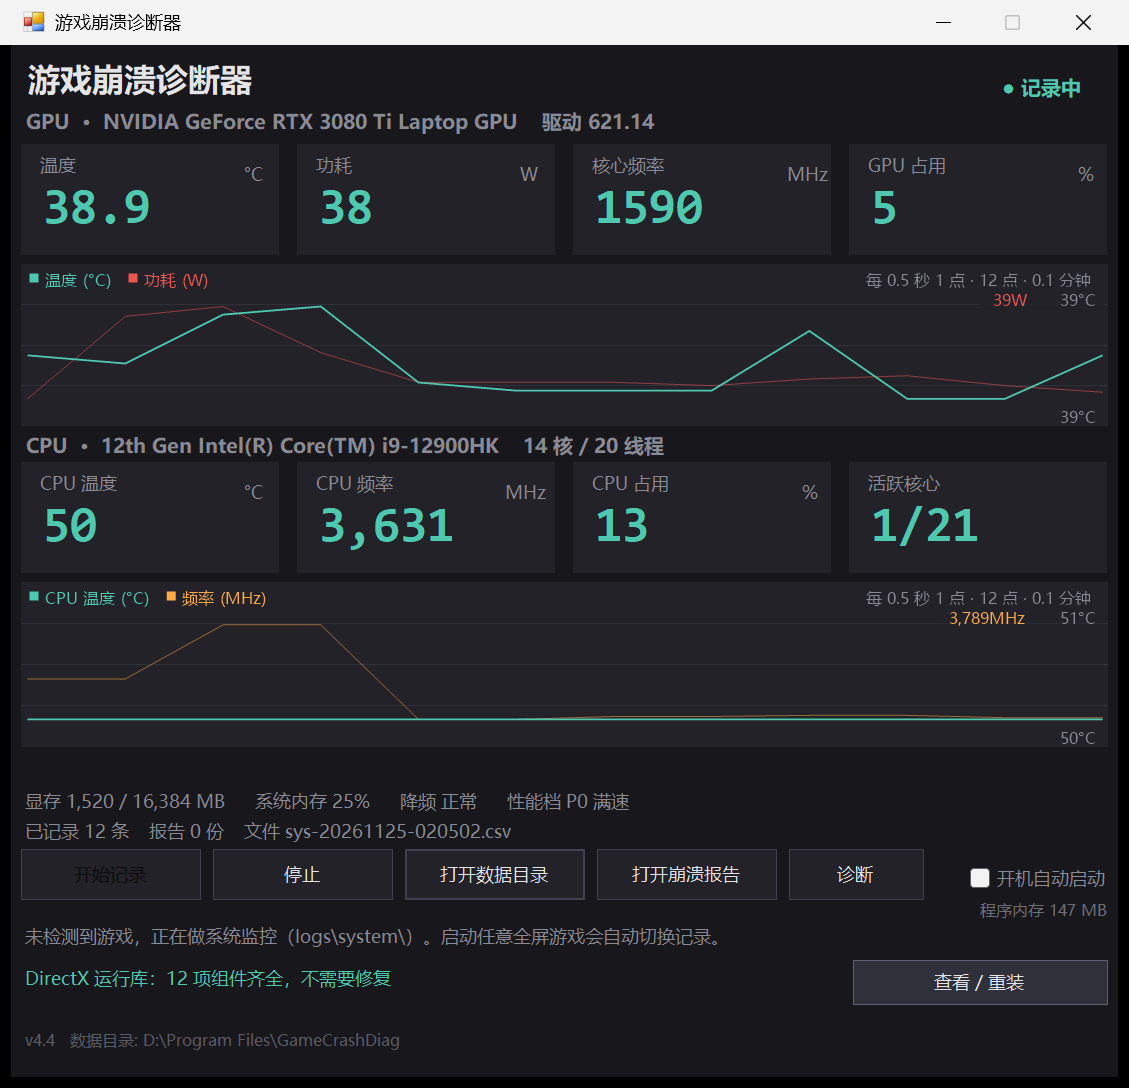 游戏崩溃诊断器
游戏崩溃诊断器
● 记录中
GPU • NVIDIA GeForce RTX 3080 Ti Laptop GPU 驱动 621.14
温度 °C 功耗 W 核心频率 MHz GPU 占用 %
38.9 38 1590 5
温度 (°C) 功耗 (W) 每 0.5 秒 1 点 · 12 点 · 0.1 分钟
39W 39°C
39°C
CPU • 12th Gen Intel(R) Core(TM) i9-12900HK 14 核 / 20 线程
CPU 温度 °C CPU 频率 MHz CPU 占用 % 活跃核心
50 3,631 13 1/21
CPU 温度 (°C) 频率 (MHz) 每 0.5 秒 1 点 · 12 点 · 0.1 分钟
3,789MHz 51°C
50°C
显存 1,520 / 16,384 MB 系统内存 25% 降频 正常 性能档 P0 满速
已记录 12 条 报告 0 份 文件 sys-20261125-020502.csv
开始记录 停止 打开数据目录 打开崩溃报告 诊断 开机自动启动
程序内存 147 MB
未检测到游戏，正在做系统监控（logs\system\）。启动任意全屏游戏会自动切换记录。
DirectX 运行库：12 项组件齐全，不需要修复
查看 / 重装
v4.4 数据目录: D:\Program Files\GameCrashDiag